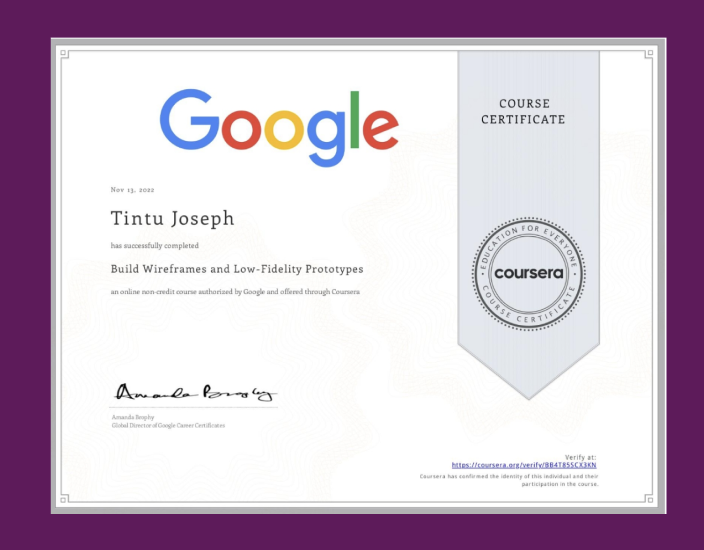 Google
COURSE
CERTIFICATE
Nov 13, 2022
Tintu Joseph
has successfully completed
Build Wireframes and Low-Fidelity Prototypes
an online non-credit course authorized by Google and offered through Coursera
EDUCATION FOR EVERYONE
coursera
COURSE CERTIFICATE
Amanda Brophy
Amanda Brophy
Global Director of Google Career Certificates
Verify at:
https://coursera.org/verify/BB4T855CX3KN
Coursera has confirmed the identity of this individual and their
participation in the course.